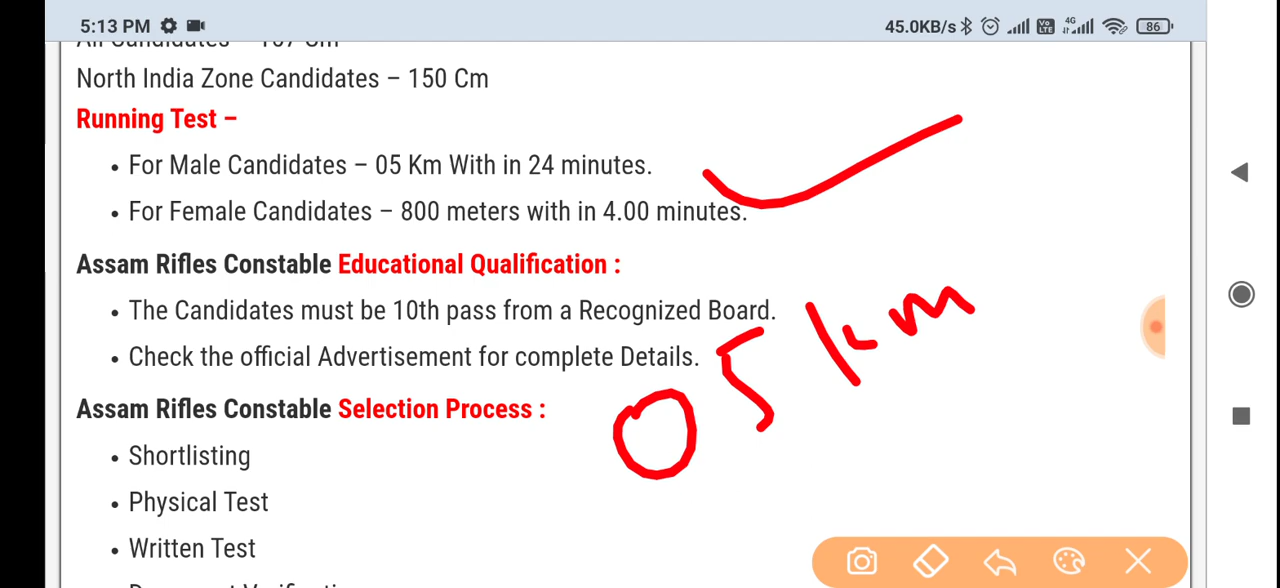 5:13 PM 45.0KB/s Vo LTE 4G 86
North India Zone Candidates – 150 Cm
Running Test –
• For Male Candidates – 05 Km With in 24 minutes.
• For Female Candidates – 800 meters with in 4.00 minutes.
Assam Rifles Constable Educational Qualification :
• The Candidates must be 10th pass from a Recognized Board.
• Check the official Advertisement for complete Details.
05 km
Assam Rifles Constable Selection Process :
• Shortlisting
• Physical Test
• Written Test